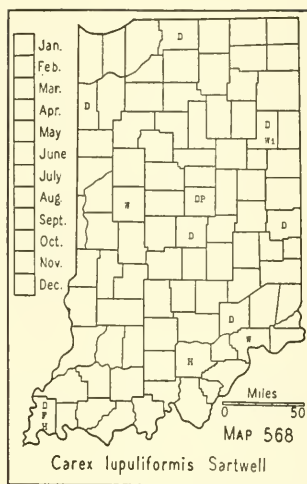 Jan.
Feb.
Mar.
Apr.
May
June
July
Aug.
Sept.
Oct.
Nov.
Dec.
D
D
D
W1
W
DP
D
D
D
W
H
D
P
H
Miles
0 50
MAP 568
Carex lupuliformis Sartwell